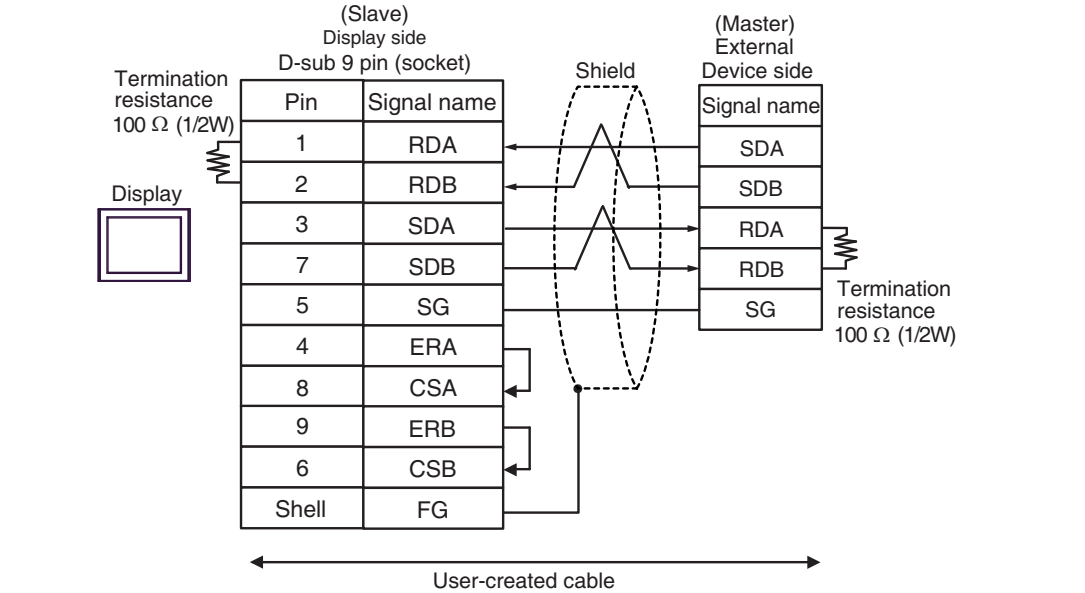 (Slave)
Display side
D-sub 9 pin (socket)
(Master)
External
Device side
Termination
resistance
100 Ω (1/2W)
Shield
Pin Signal name
1 RDA
2 RDB
3 SDA
7 SDB
5 SG
4 ERA
8 CSA
9 ERB
6 CSB
Shell FG
Display
Signal name
SDA
SDB
RDA
RDB
SG
Termination
resistance
100 Ω (1/2W)
User-created cable